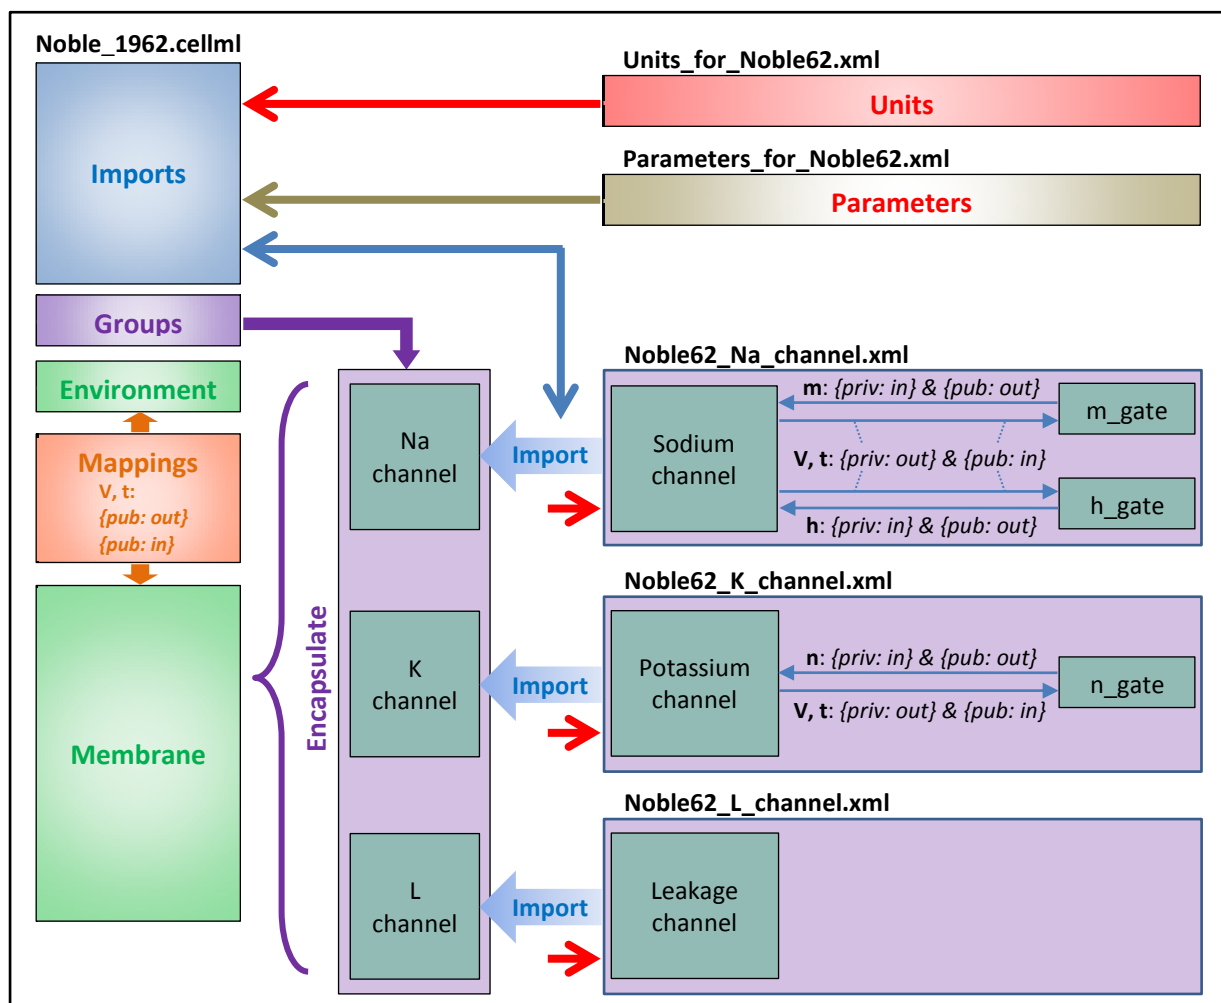 Noble_1962.cellml
Units_for_Noble62.xml
Units
Parameters_for_Noble62.xml
Imports
Parameters
Groups
Environment
Mappings
V, t:
{pub: out}
{pub: in}
Membrane
Encapsulate
Na
channel
Import
Noble62_Na_channel.xml
Sodium
channel
m: {priv: in} & {pub: out}
m_gate
V, t: {priv: out} & {pub: in}
h_gate
h: {priv: in} & {pub: out}
K
channel
Import
Noble62_K_channel.xml
Potassium
channel
n: {priv: in} & {pub: out}
n_gate
V, t: {priv: out} & {pub: in}
L
channel
Import
Noble62_L_channel.xml
Leakage
channel